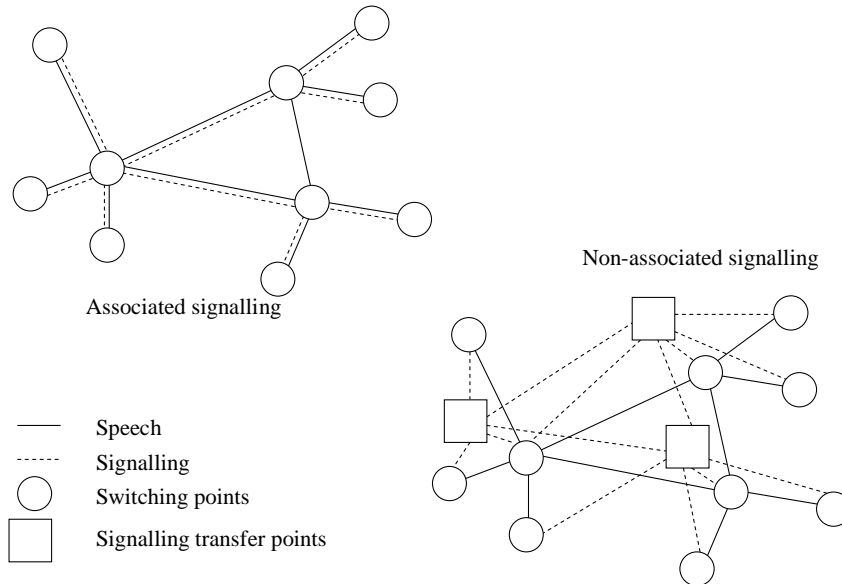 Associated signalling
Non-associated signalling
Speech
Signalling
Switching points
Signalling transfer points